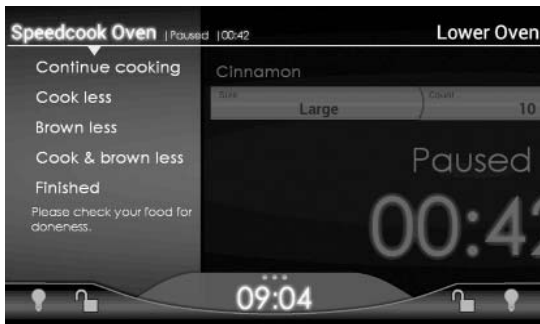 Speedcook Oven | Paused | 00:42
Lower Oven
Continue cooking
Cook less
Brown less
Cook & brown less
Finished
Please check your food for
doneness.
Cinnamon
Size
Count
Large
10
Paused
00:42
09:04